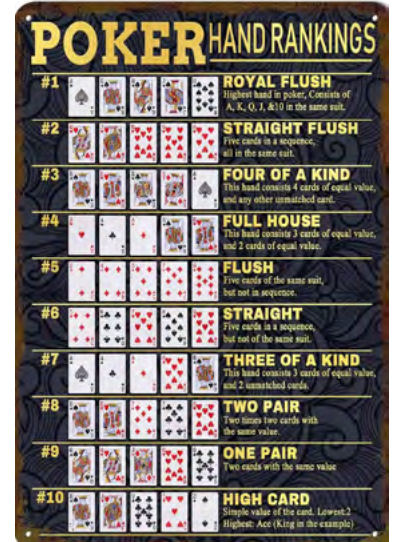 POKER HAND RANKINGS
#1 ROYAL FLUSH
Highest hand in poker, Consists of
A, K, Q, J, &10 in the same suit.
#2 STRAIGHT FLUSH
Five cards in a sequence,
all in the same suit.
#3 FOUR OF A KIND
This hand consists 4 cards of equal value,
and any other unmatched card.
#4 FULL HOUSE
This hand consists 3 cards of equal value,
and 2 cards of equal value.
#5 FLUSH
Five cards of the same suit,
but not in sequence.
#6 STRAIGHT
Five cards in a sequence,
but not of the same suit.
#7 THREE OF A KIND
This hand consists 3 cards of equal value,
and 2 unmatched cards.
#8 TWO PAIR
Two times two cards with
the same value.
#9 ONE PAIR
Two cards with the same value
#10 HIGH CARD
Simple value of the card. Lowest:2
Highest: Ace (King in the example)